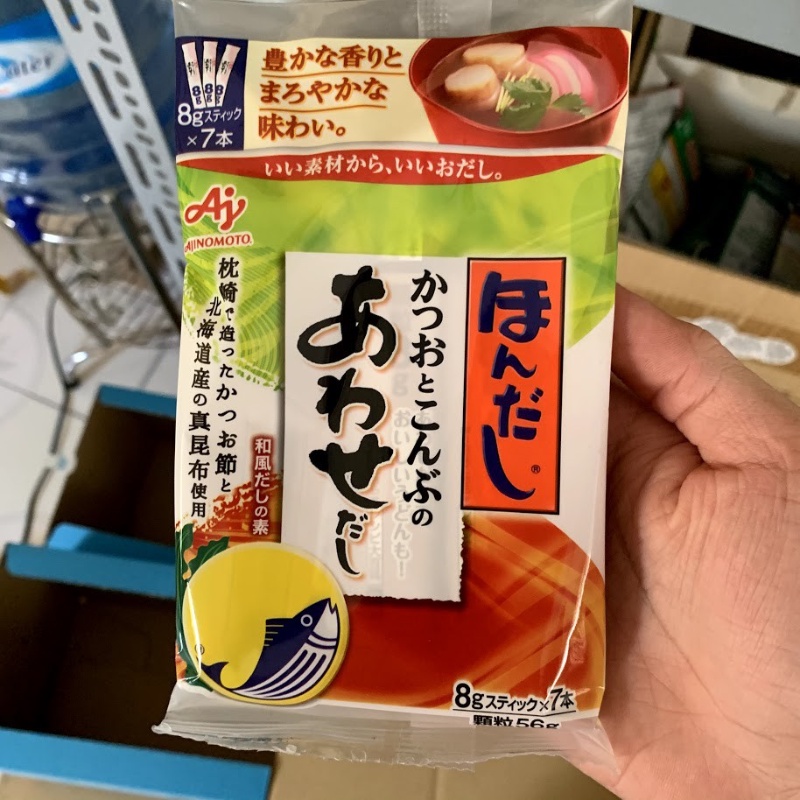 豊かな香りと
まろやかな
味わい。
8gスティック
×7本
いい素材から、いいおだし。
Aj
AJINOMOTO
ほんだし®
かつおとこんぶの
あわせだし
枕崎で造ったかつお節と
北海道産の真昆布使用
和風だしの素
8gスティック×7本
顆粒56g